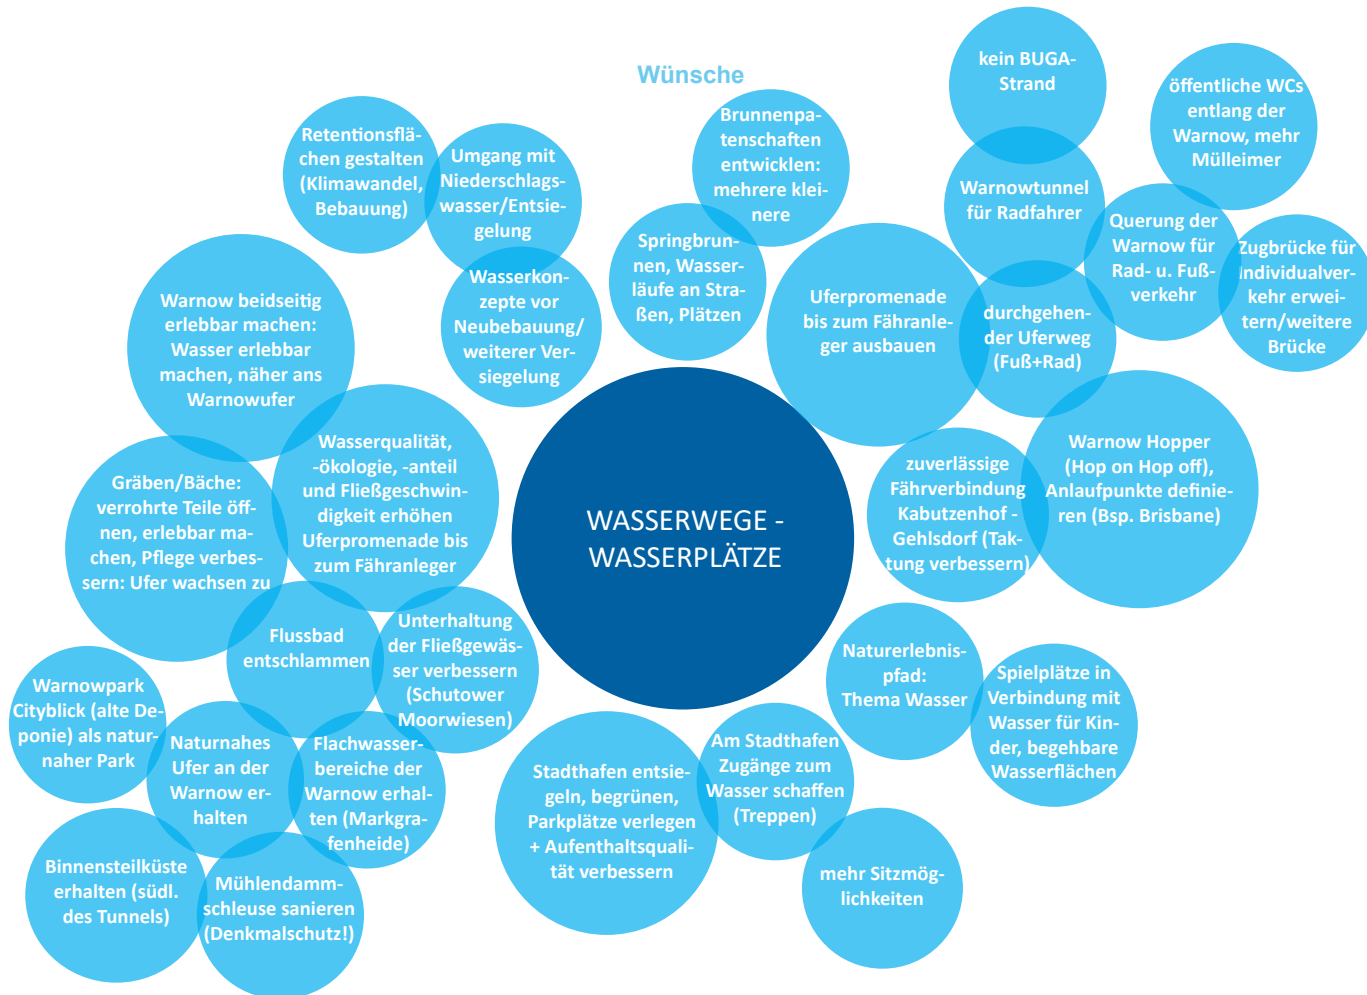 Wünsche
kein BUGA-
Strand
öffentliche WCs
entlang der
Warnow, mehr
Mülleimer
Brunnenpa-
tenschaften
entwicklen:
mehrere klei-
nere
Retentionsflä-
chen gestalten
(Klimawandel,
Bebauung)
Umgang mit
Niederschlags-
wasser/Entsie-
gelung
Warnowtunnel
für Radfahrer
Querung der
Warnow für
Rad- u. Fuß-
verkehr
Zugbrücke für
Individualver-
kehr erwei-
tern/weitere
Brücke
Springbrun-
nen, Wasser-
läufe an Stra-
ßen, Plätzen
Wasserkon-
zepte vor
Neubebauung/
weiterer Ver-
siegelung
Uferpromenade
bis zum Fähranle-
ger ausbauen
durchgehen-
der Uferweg
(Fuß+Rad)
Warnow beidseitig
erlebbar machen:
Wasser erlebbar
machen, näher ans
Warnowufer
Wasserqualität,
-ökologie, -anteil
und Fließgeschwin-
digkeit erhöhen
Uferpromenade bis
zum Fähranleger
zuverlässige
Fährverbindung
Kabutzenhof -
Gehlsdorf (Tak-
tung verbessern)
Warnow Hopper
(Hop on Hop off),
Anlaufpunkte definie-
ren (Bsp. Brisbane)
Gräben/Bäche:
verrohrte Teile öff-
nen, erlebbar ma-
chen, Pflege verbes-
sern: Ufer wachsen zu
WASSERWEGE -
WASSERPLÄTZE
Flussbad
entschlammen
Unterhaltung
der Fließgewäs-
ser verbessern
(Schutower
Moorwiesen)
Naturerlebnis-
pfad:
Thema Wasser
Spielplätze in
Verbindung mit
Wasser für Kin-
der, begehbare
Wasserflächen
Warnowpark
Cityblick (alte De-
ponie) als natur-
naher Park
Naturnahes
Ufer an der
Warnow er-
halten
Flachwasser-
bereiche der
Warnow erhal-
ten (Markgra-
fenheide)
Stadthafen entsie-
geln, begrünen,
Parkplätze verlegen
+ Aufenthaltsquali-
tät verbessern
Am Stadthafen
Zugänge zum
Wasser schaffen
(Treppen)
Binnensteilküste
erhalten (südl.
des Tunnels)
Mühlendamm-
schleuse sanieren
(Denkmalschutz!)
mehr Sitzmög-
lichkeiten